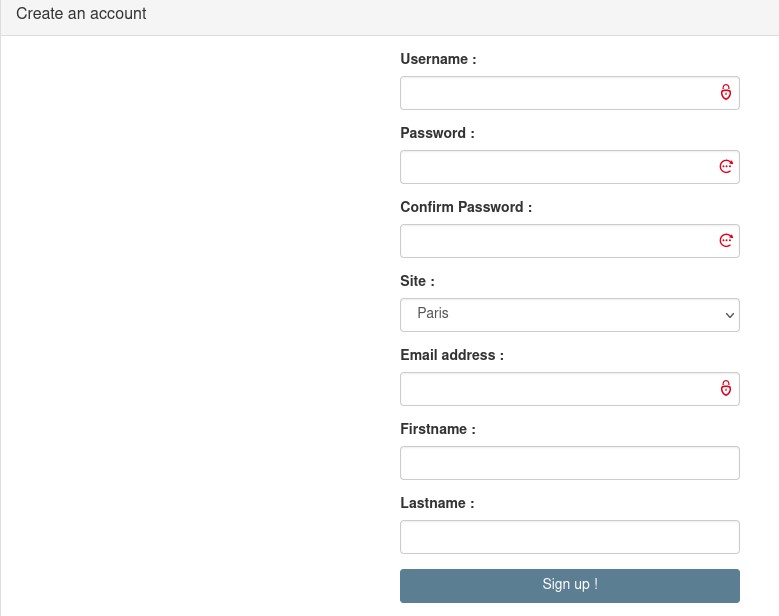 Create an account
Username :
Password :
Confirm Password :
Site :
Paris
Email address :
Firstname :
Lastname :
Sign up !